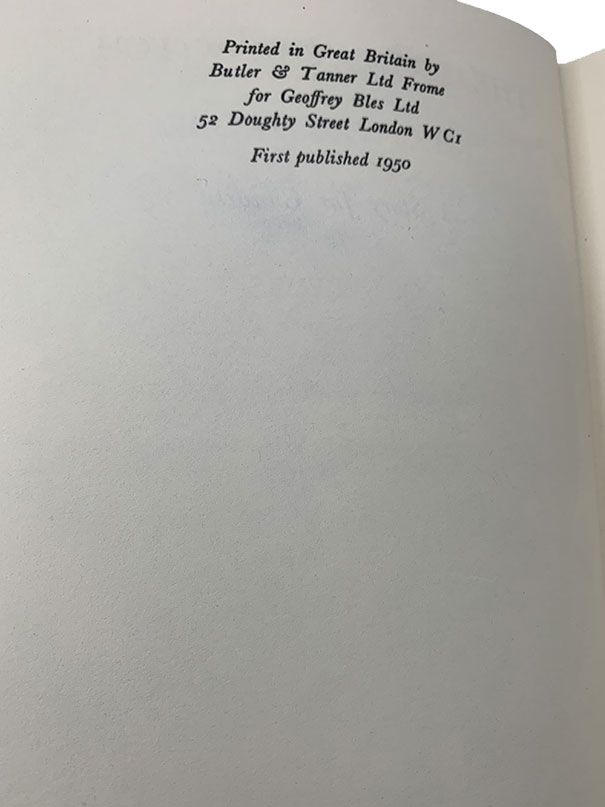 Printed in Great Britain by
Butler & Tanner Ltd Frome
for Geoffrey Bles Ltd
52 Doughty Street London WC1
First published 1950